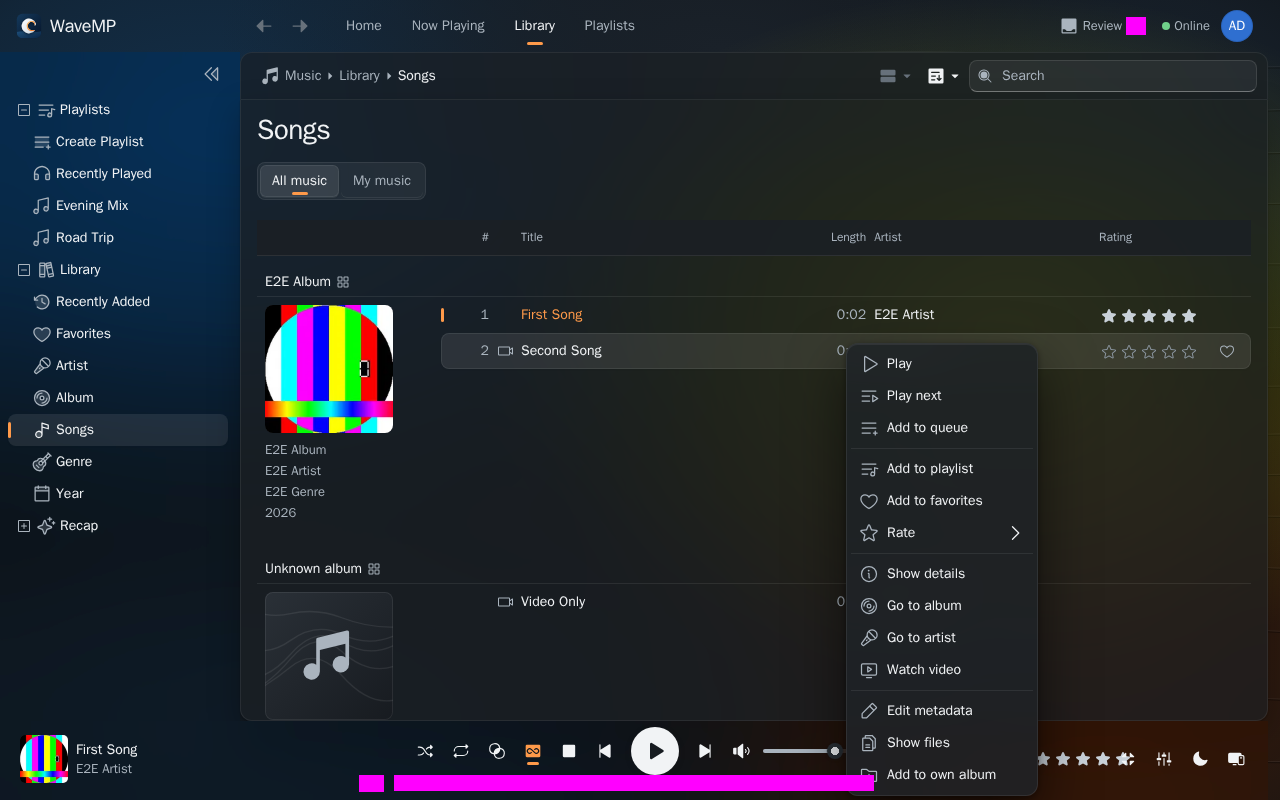 WaveMP
Home
Now Playing
Library
Playlists
Review
Online
AD
Music
Library
Songs
Search
Playlists
Create Playlist
Recently Played
Evening Mix
Road Trip
Library
Recently Added
Favorites
Artist
Album
Songs
Genre
Year
Recap
Songs
All music
My music
# Title Length Artist Rating
E2E Album
1 First Song 0:02 E2E Artist
2 Second Song
E2E Album
E2E Artist
E2E Genre
2026
Unknown album
Video Only
Play
Play next
Add to queue
Add to playlist
Add to favorites
Rate
Show details
Go to album
Go to artist
Watch video
Edit metadata
Show files
Add to own album
First Song
E2E Artist